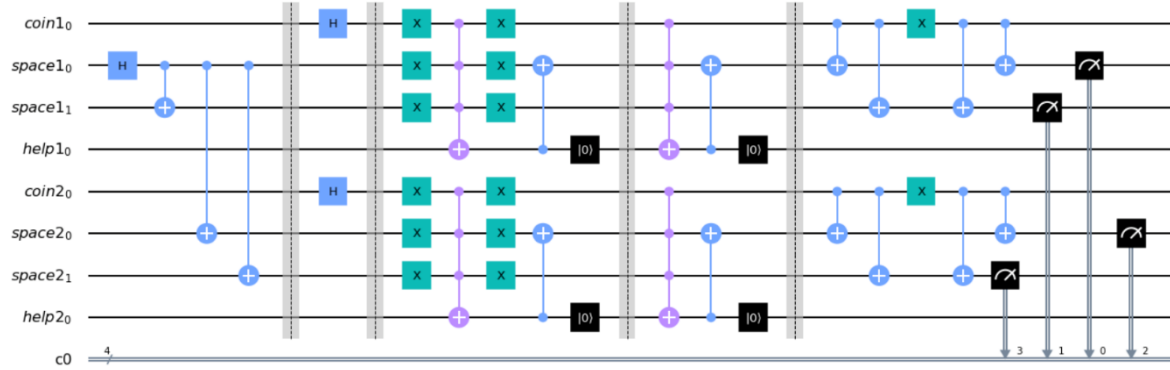 coin1₀ H X X X
space1₀ H X X
space1₁ X X
help1₀ |0⟩ |0⟩
coin2₀ H X X X
space2₀ X X
space2₁ X X
help2₀ |0⟩ |0⟩
c0 4 3 1 0 2